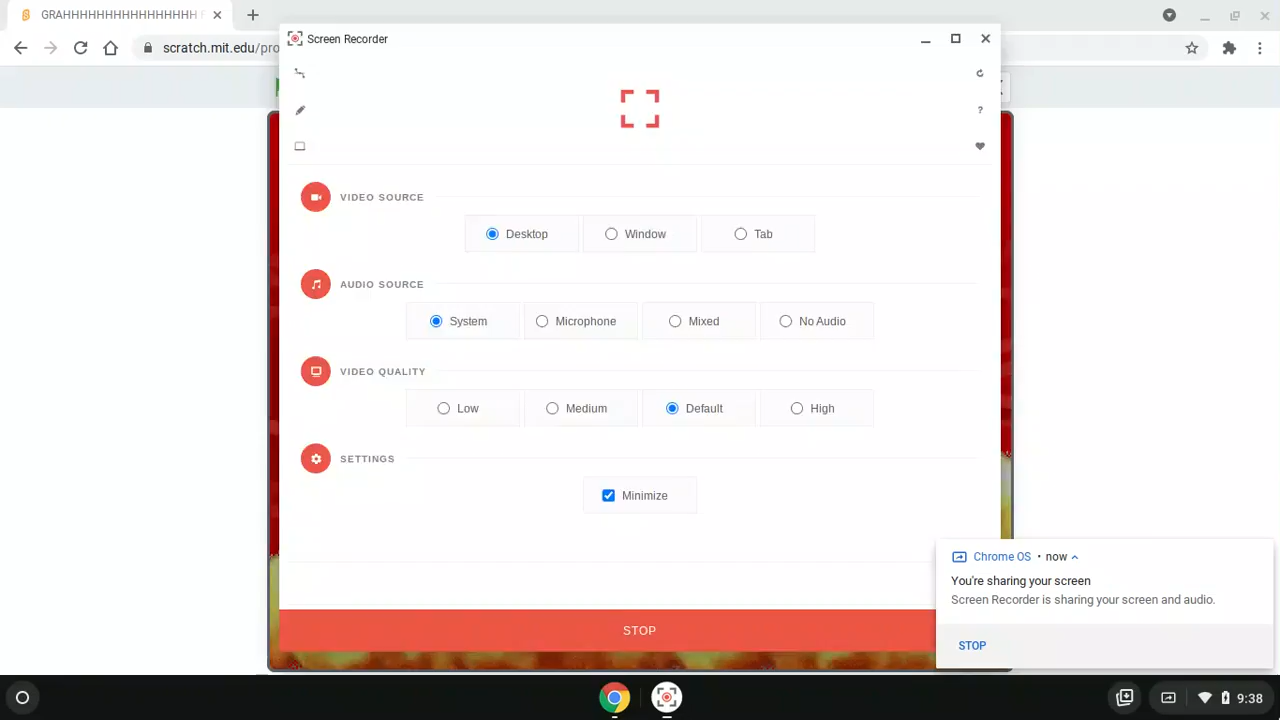 GRAHHHHHHHHHHHHHHHH
scratch.mit.edu/pro
Screen Recorder
?
VIDEO SOURCE
Desktop
Window
Tab
AUDIO SOURCE
System
Microphone
Mixed
No Audio
VIDEO QUALITY
Low
Medium
Default
High
SETTINGS
Minimize
STOP
Chrome OS • now
You're sharing your screen
Screen Recorder is sharing your screen and audio.
STOP
9:38